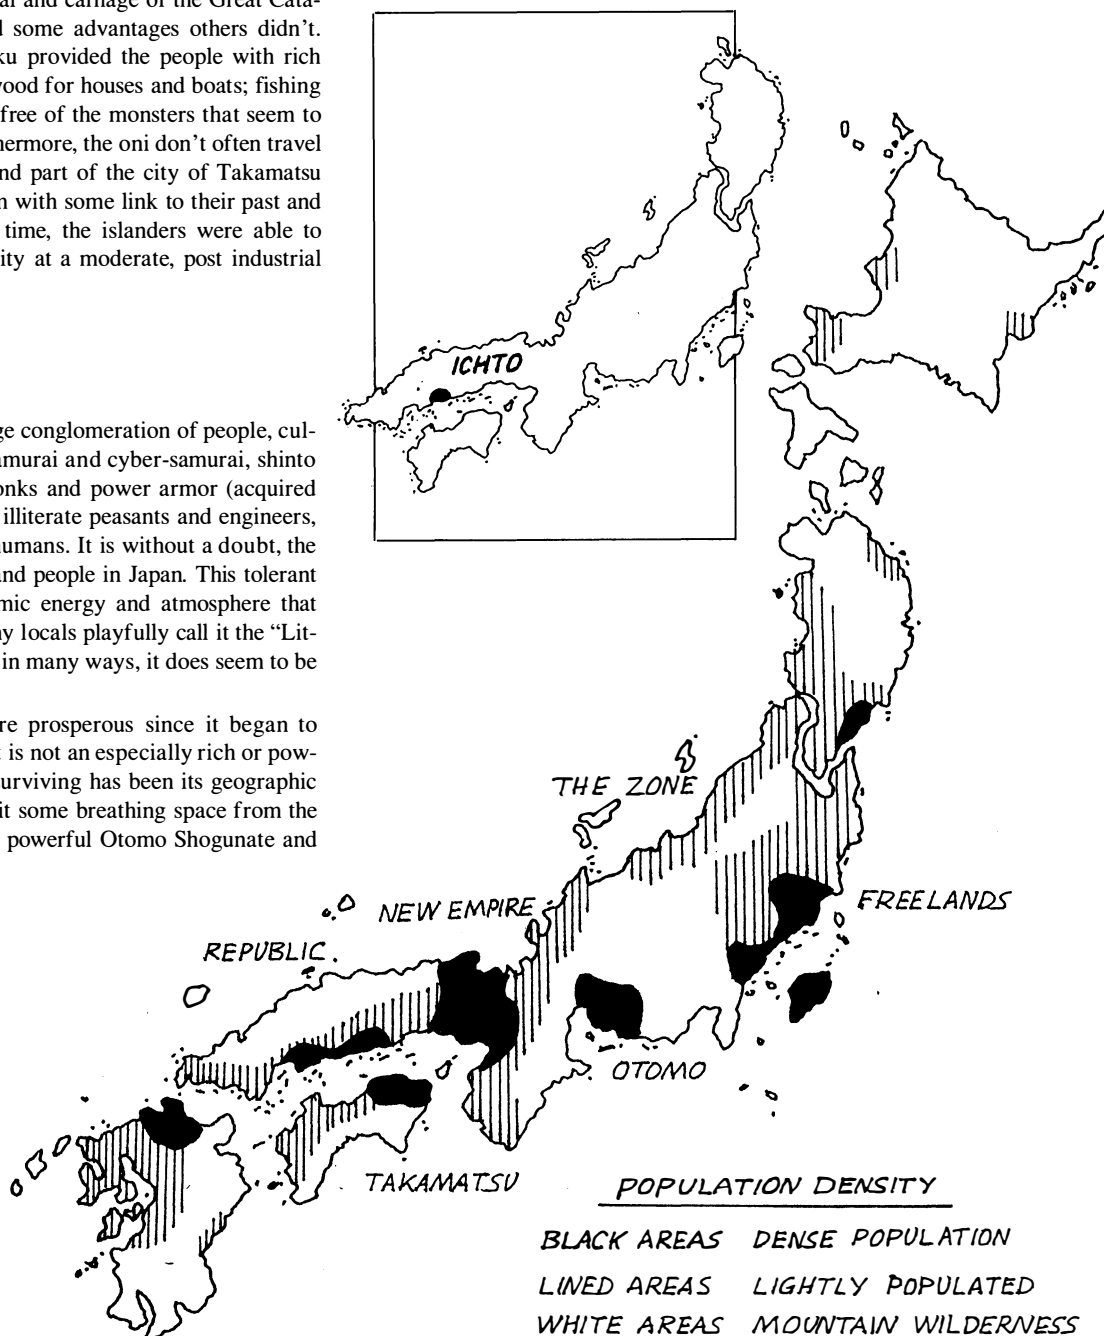 al and carnage of the Great Cata-
d some advantages others didn't.
ku provided the people with rich
vood for houses and boats; fishing
free of the monsters that seem to
hermore, the oni don't often travel
nd part of the city of Takamatsu
n with some link to their past and
time, the islanders were able to
ity at a moderate, post industrial
ge conglomeration of people, cul-
amurai and cyber-samurai, shinto
onks and power armor (acquired
illiterate peasants and engineers,
humans. It is without a doubt, the
and people in Japan. This tolerant
mic energy and atmosphere that
ny locals playfully call it the “Lit-
in many ways, it does seem to be
re prosperous since it began to
t is not an especially rich or pow-
surviving has been its geographic
it some breathing space from the
powerful Otomo Shogunate and
ICHTO
THE ZONE
NEW EMPIRE
FREELANDS
REPUBLIC.
OTOMO
TAKAMATSU
POPULATION DENSITY
BLACK AREAS DENSE POPULATION
LINED AREAS LIGHTLY POPULATED
WHITE AREAS MOUNTAIN WILDERNESS